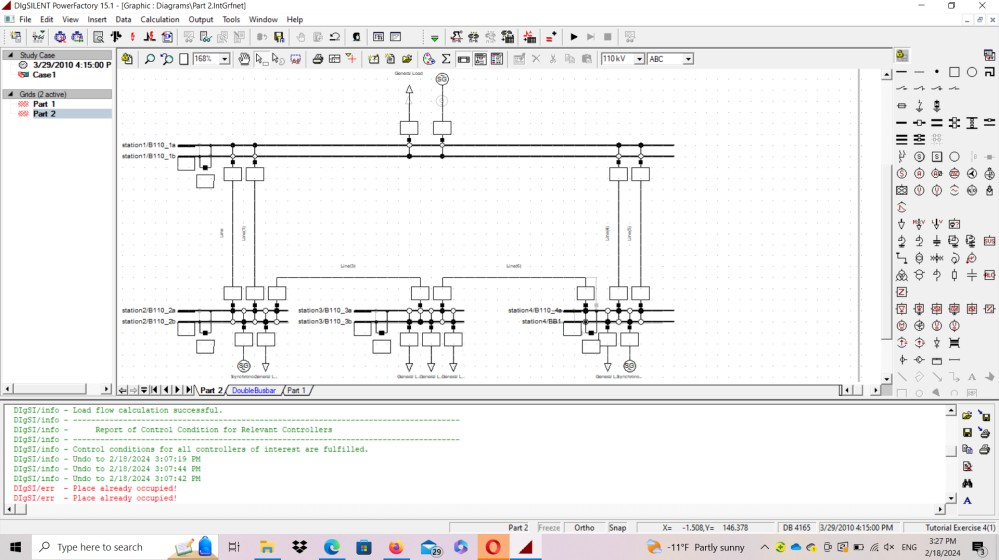 DIgSILENT PowerFactory 15.1 - [Graphic : Diagrams\Part 2.IntGrfnet]
File Edit View Insert Data Calculation Output Tools Window Help
Study Case
3/29/2010 4:15:00 P
Case1
Grids (2 active)
Part 1
Part 2
168%
110 kV
ABC
General Load
SG
station1/B110_1a
station1/B110_1b
Line
Line(1)
Line(4)
Line(5)
station2/B110_2a
station2/B110_2b
station3/B110_3a
station3/B110_3b
station4/B110_4a
station4/BB1
SG
SG
General L..
General L..
General L..
Part 2
DoubleBusbar
Part 1
DIgSI/info - Load flow calculation successful.
DIgSI/info - --------------------------------------------------------------------------------
DIgSI/info - Report of Control Condition for Relevant Controllers
DIgSI/info - --------------------------------------------------------------------------------
DIgSI/info - Control conditions for all controllers of interest are fulfilled.
DIgSI/info - Undo to 2/18/2024 3:07:19 PM
DIgSI/info - Undo to 2/18/2024 3:07:44 PM
DIgSI/info - Undo to 2/18/2024 3:07:42 PM
DIgSI/err - Place already occupied!
DIgSI/err - Place already occupied!
Part 2 Freeze Ortho Snap X= -1.508,Y= 146.378 DB 4165 3/29/2010 4:15:00 PM Tutorial Exercise 4(1)
Type here to search
29
-11°F Partly sunny
3:27 PM
2/18/2024
3